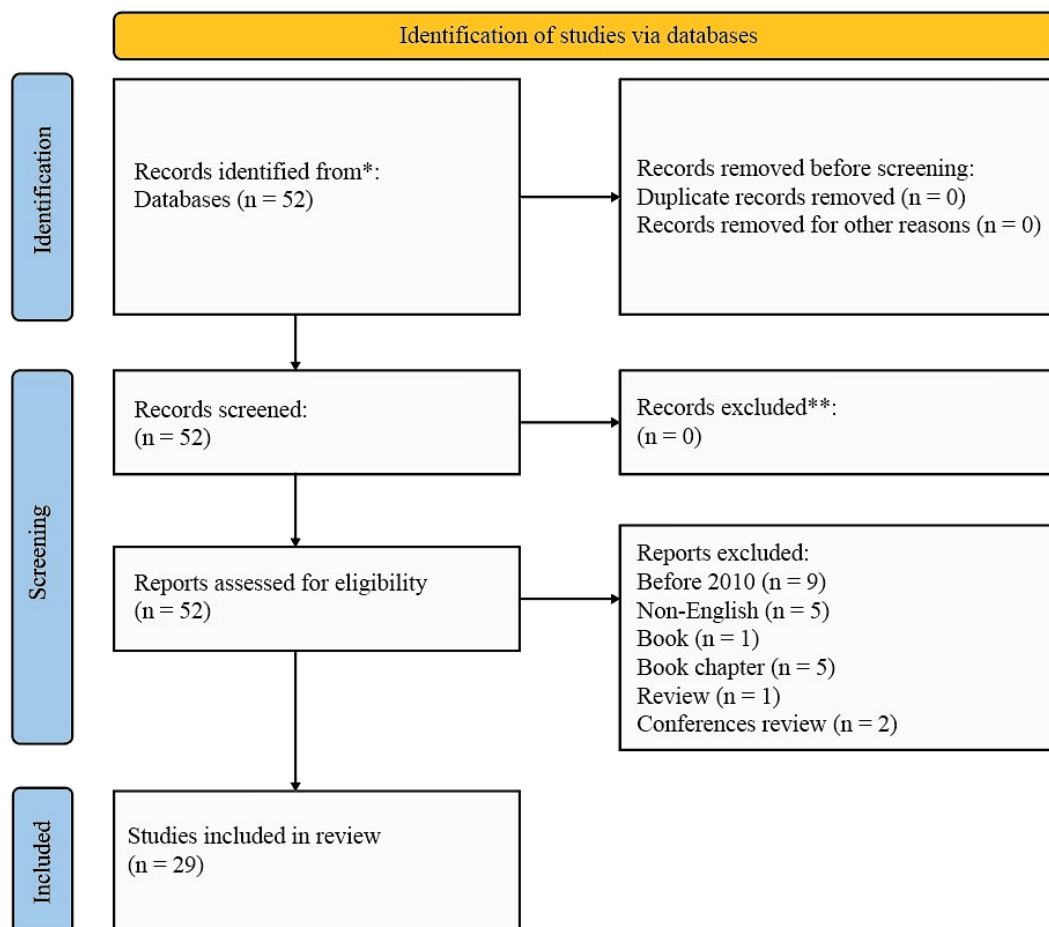 Identification of studies via databases
Identification
Records identified from*:
Databases (n = 52)
Records removed before screening:
Duplicate records removed (n = 0)
Records removed for other reasons (n = 0)
Screening
Records screened:
(n = 52)
Records excluded**:
(n = 0)
Reports assessed for eligibility
(n = 52)
Reports excluded:
Before 2010 (n = 9)
Non-English (n = 5)
Book (n = 1)
Book chapter (n = 5)
Review (n = 1)
Conferences review (n = 2)
Included
Studies included in review
(n = 29)